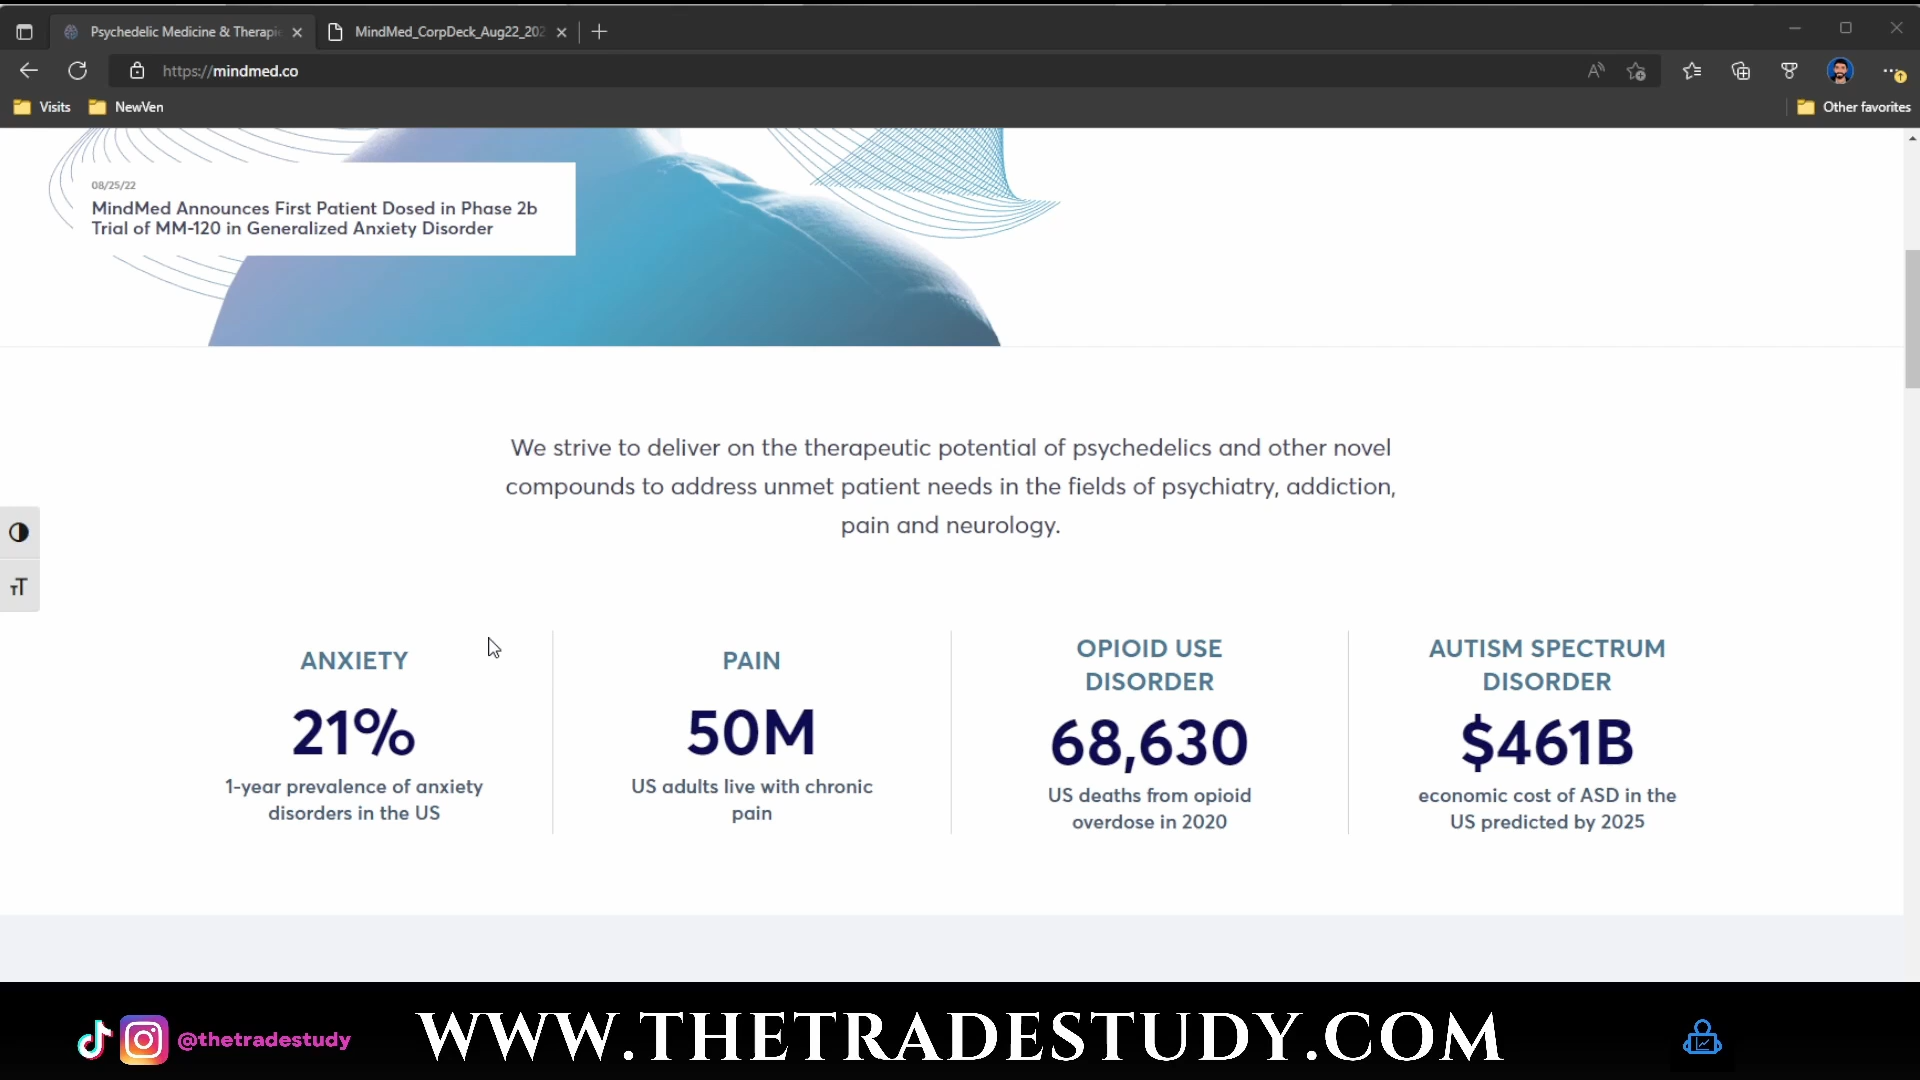 Psychedelic Medicine & Therapi
MindMed_CorpDeck_Aug22_202
https://mindmed.co
Visits
NewVen
Other favorites
08/25/22
MindMed Announces First Patient Dosed in Phase 2b
Trial of MM-120 in Generalized Anxiety Disorder
We strive to deliver on the therapeutic potential of psychedelics and other novel
compounds to address unmet patient needs in the fields of psychiatry, addiction,
pain and neurology.
ANXIETY
21%
1-year prevalence of anxiety
disorders in the US
PAIN
50M
US adults live with chronic
pain
OPIOID USE
DISORDER
68,630
US deaths from opioid
overdose in 2020
AUTISM SPECTRUM
DISORDER
$461B
economic cost of ASD in the
US predicted by 2025
@thetradestudy
WWW.THETRADESTUDY.COM